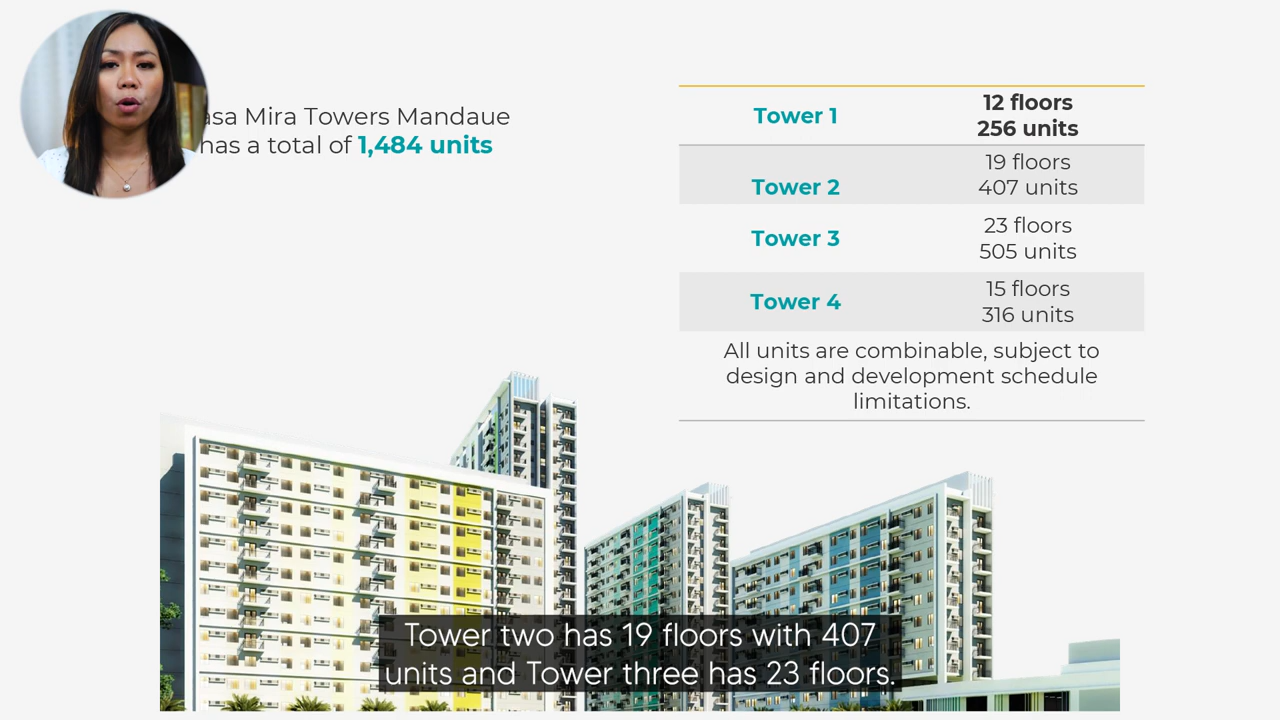 asa Mira Towers Mandaue
has a total of 1,484 units
Tower 1
12 floors
256 units
Tower 2
19 floors
407 units
Tower 3
23 floors
505 units
Tower 4
15 floors
316 units
All units are combinable, subject to
design and development schedule
limitations.
Tower two has 19 floors with 407
units and Tower three has 23 floors.